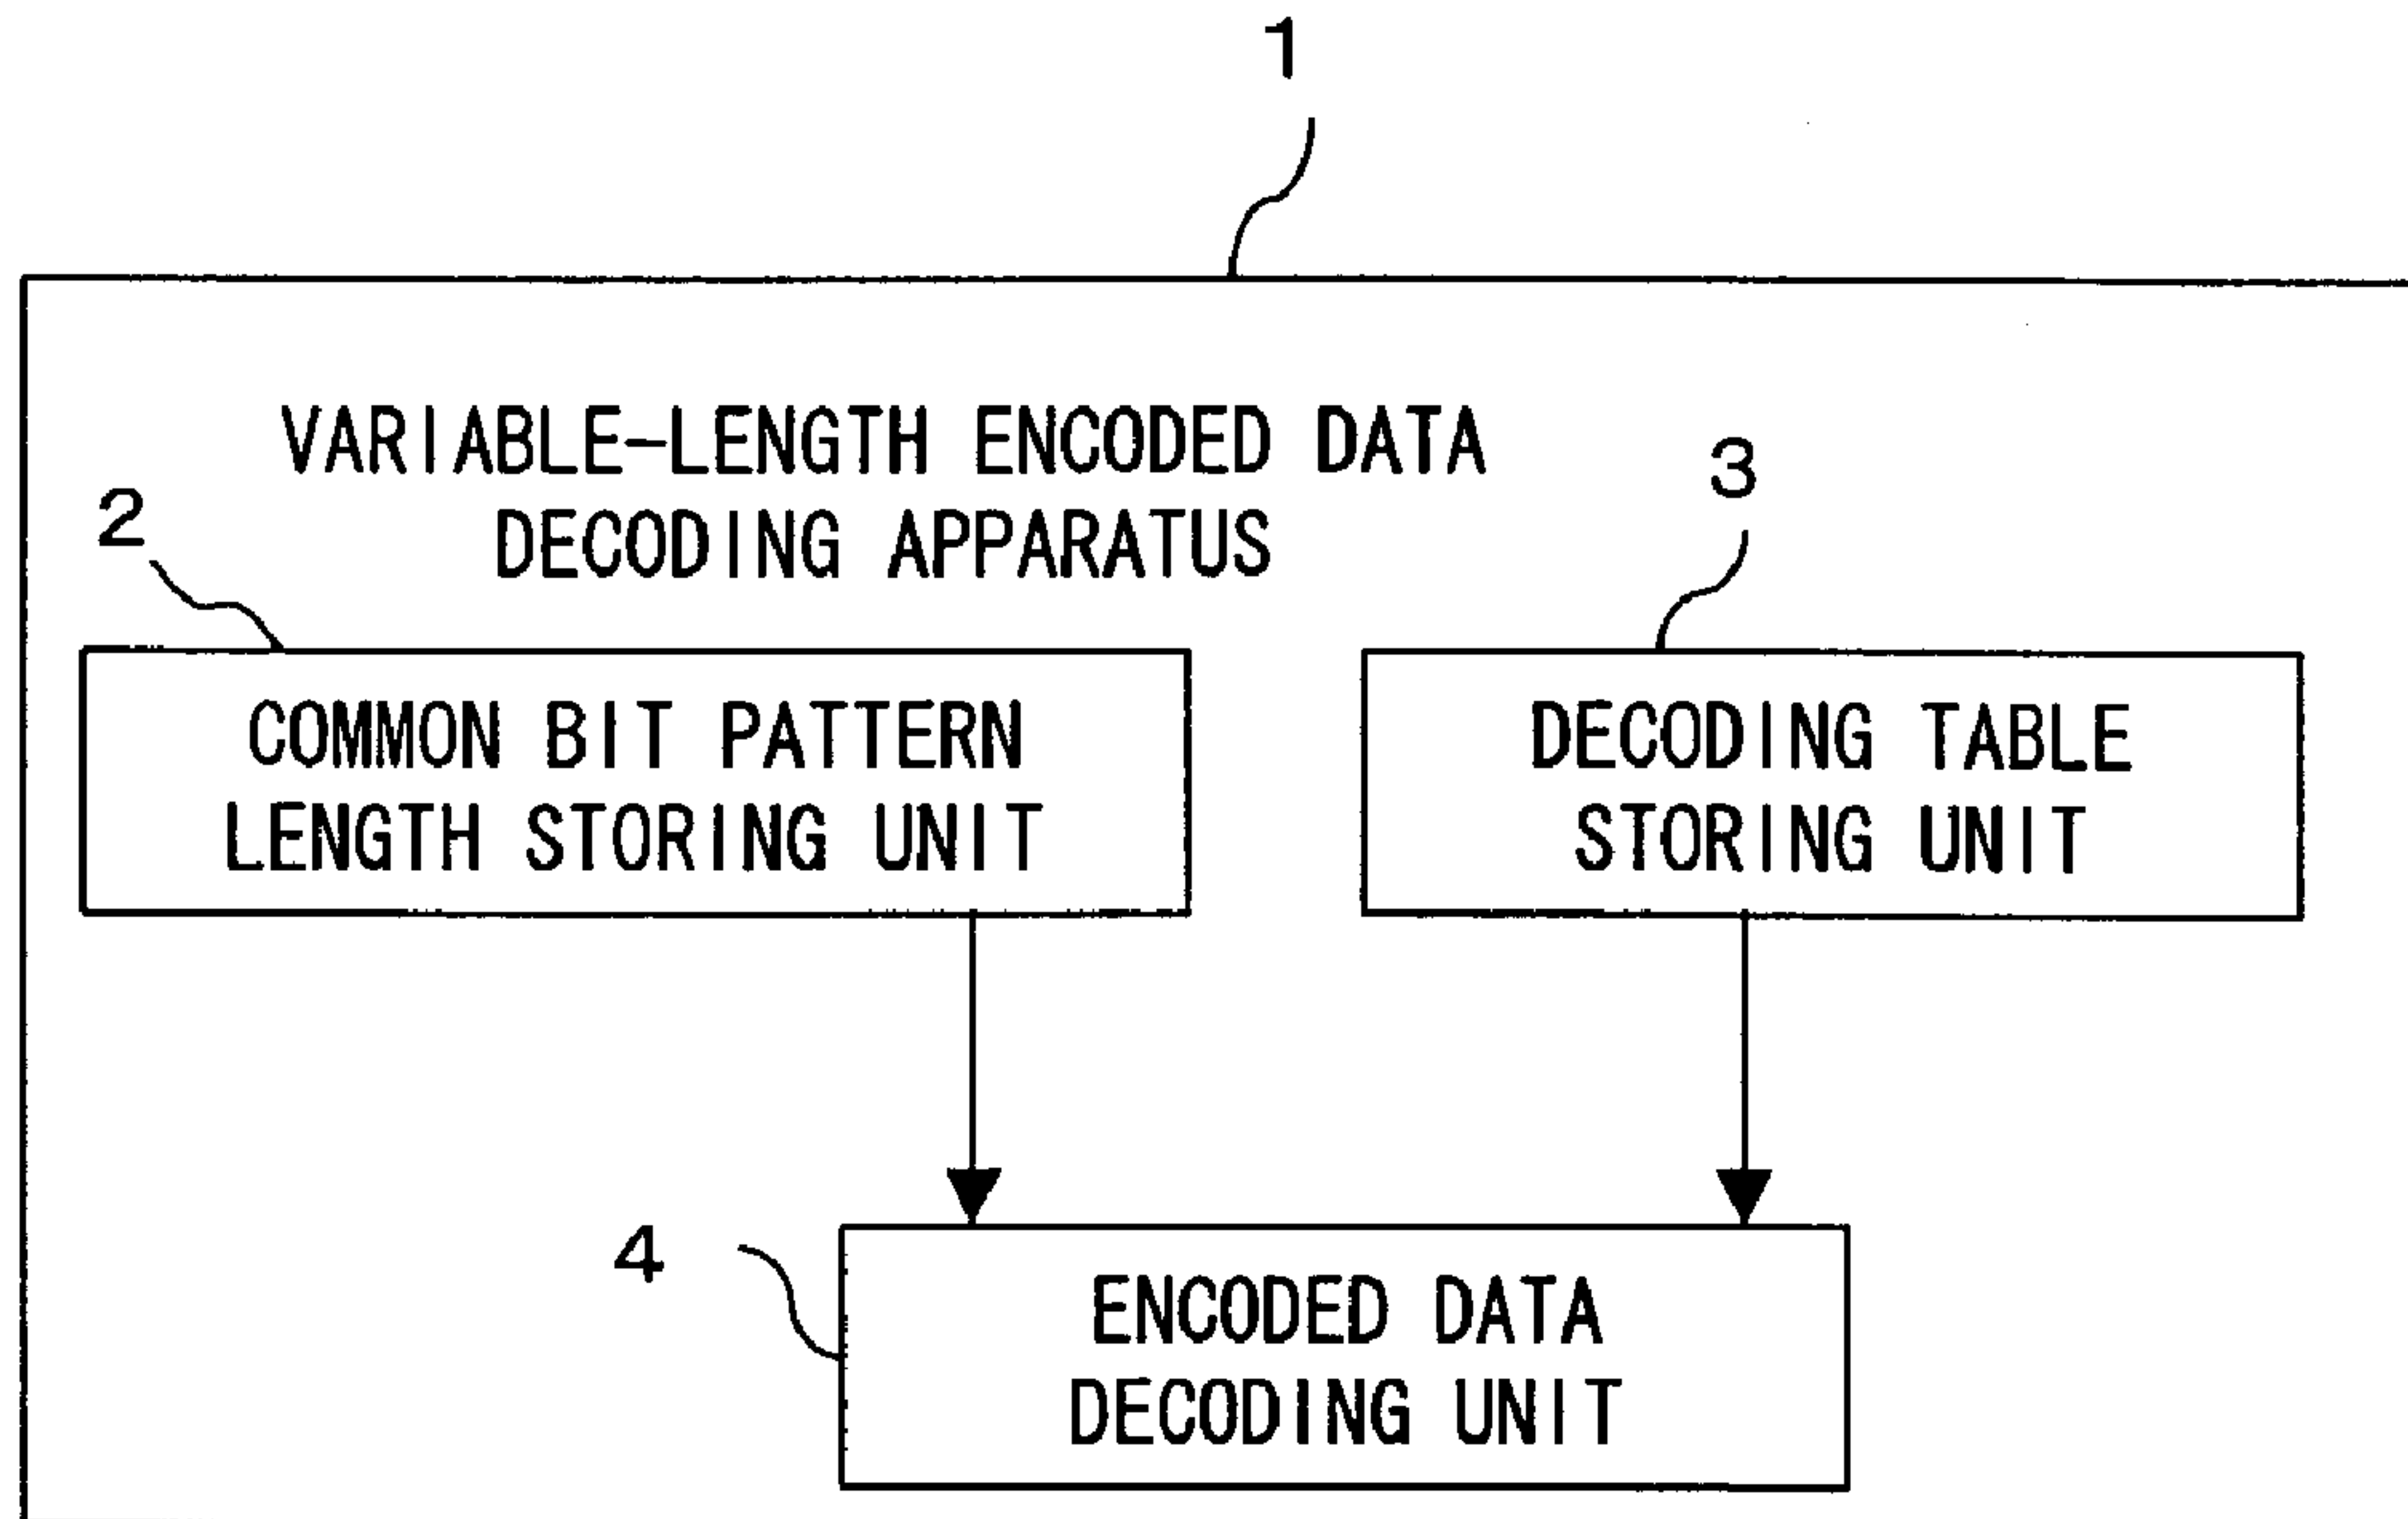 1
VARIABLE-LENGTH ENCODED DATA
DECODING APPARATUS
2
3
COMMON BIT PATTERN
LENGTH STORING UNIT
DECODING TABLE
STORING UNIT
4
ENCODED DATA
DECODING UNIT